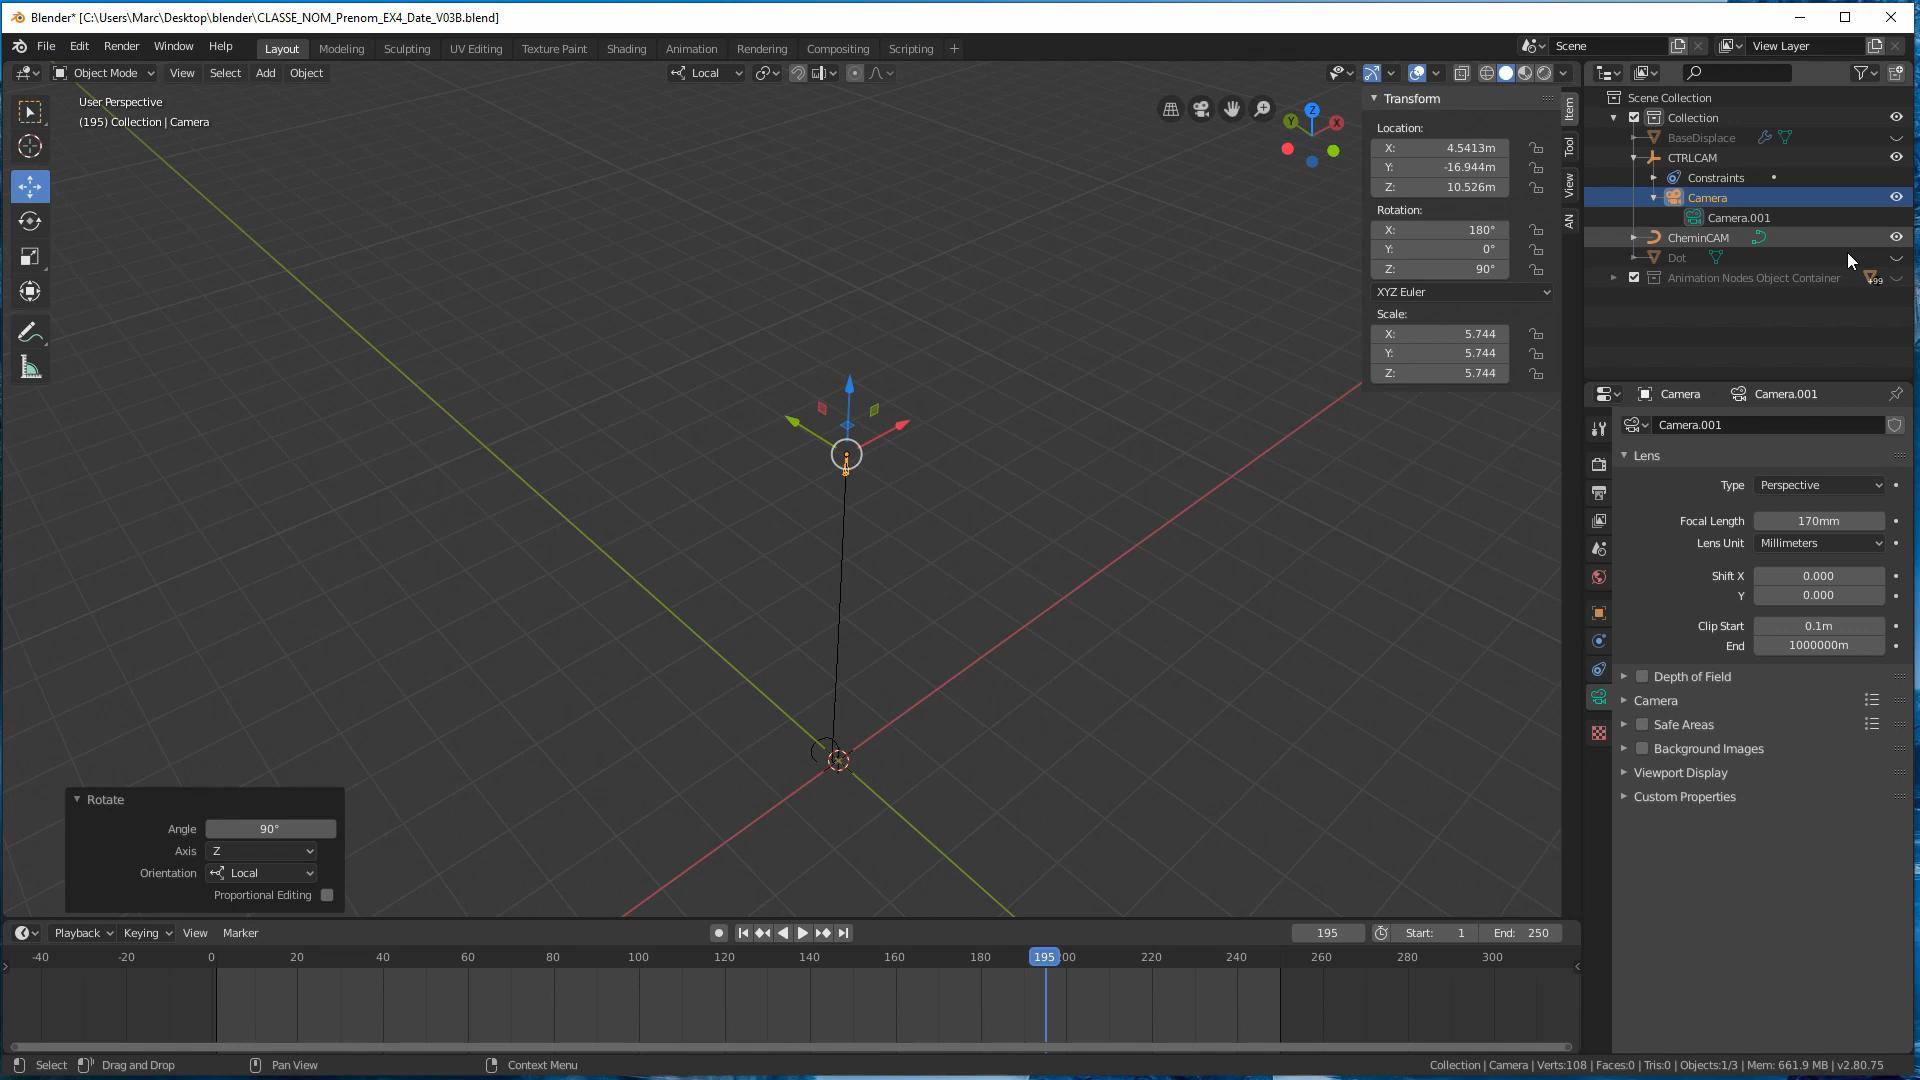 Blender* [C:\Users\Marc\Desktop\blender\CLASSE_NOM_Prenom_EX4_Date_V03B.blend]
File Edit Render Window Help Layout Modeling Sculpting UV Editing Texture Paint Shading Animation Rendering Compositing Scripting + Scene View Layer
Object Mode View Select Add Object Local
User Perspective
(195) Collection | Camera
Z
Y
X
Transform
Location:
X: 4.5413m
Y: -16.944m
Z: 10.526m
Rotation:
X: 180°
Y: 0°
Z: 90°
XYZ Euler
Scale:
X: 5.744
Y: 5.744
Z: 5.744
Item
Tool
View
AN
Scene Collection
Collection
BaseDisplace
CTRLCAM
Constraints
Camera
Camera.001
CheminCAM
Dot
Animation Nodes Object Container +99
Camera Camera.001
Camera.001
Lens
Type Perspective
Focal Length 170mm
Lens Unit Millimeters
Shift X 0.000
Y 0.000
Clip Start 0.1m
End 1000000m
Depth of Field
Camera
Safe Areas
Background Images
Viewport Display
Custom Properties
Rotate
Angle 90°
Axis Z
Orientation Local
Proportional Editing
Playback Keying View Marker 195 Start: 1 End: 250
-40 -20 0 20 40 60 80 100 120 140 160 180 195 200 220 240 260 280 300
Select Drag and Drop Pan View Context Menu Collection | Camera | Verts:108 | Faces:0 | Tris:0 | Objects:1/3 | Mem: 661.9 MB | v2.80.75